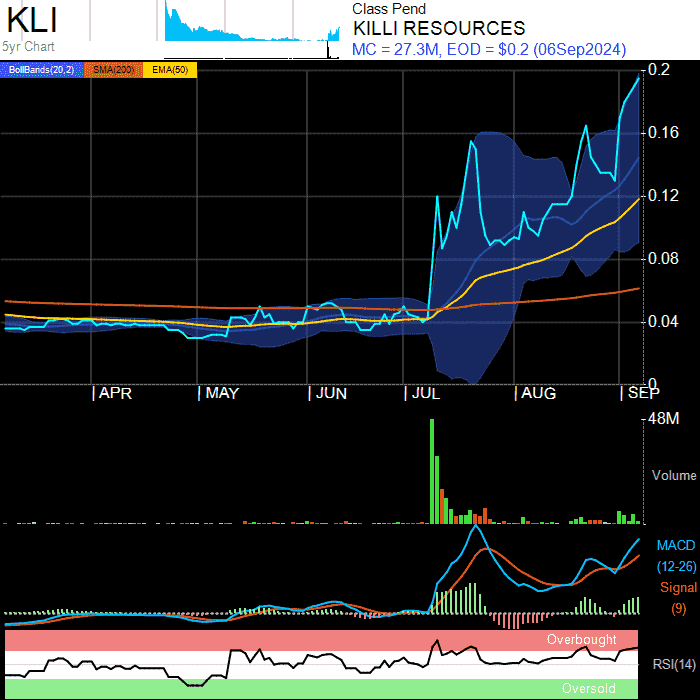 KLI
5yr Chart
Class Pend
KILLI RESOURCES
MC = 27.3M, EOD = $0.2 (06Sep2024)
BollBands(20,2) SMA(200) EMA(50)
0.2
0.16
0.12
0.08
0.04
0
APR MAY JUN JUL AUG SEP
48M
Volume
MACD
(12-26)
Signal
(9)
Overbought
RSI(14)
Oversold